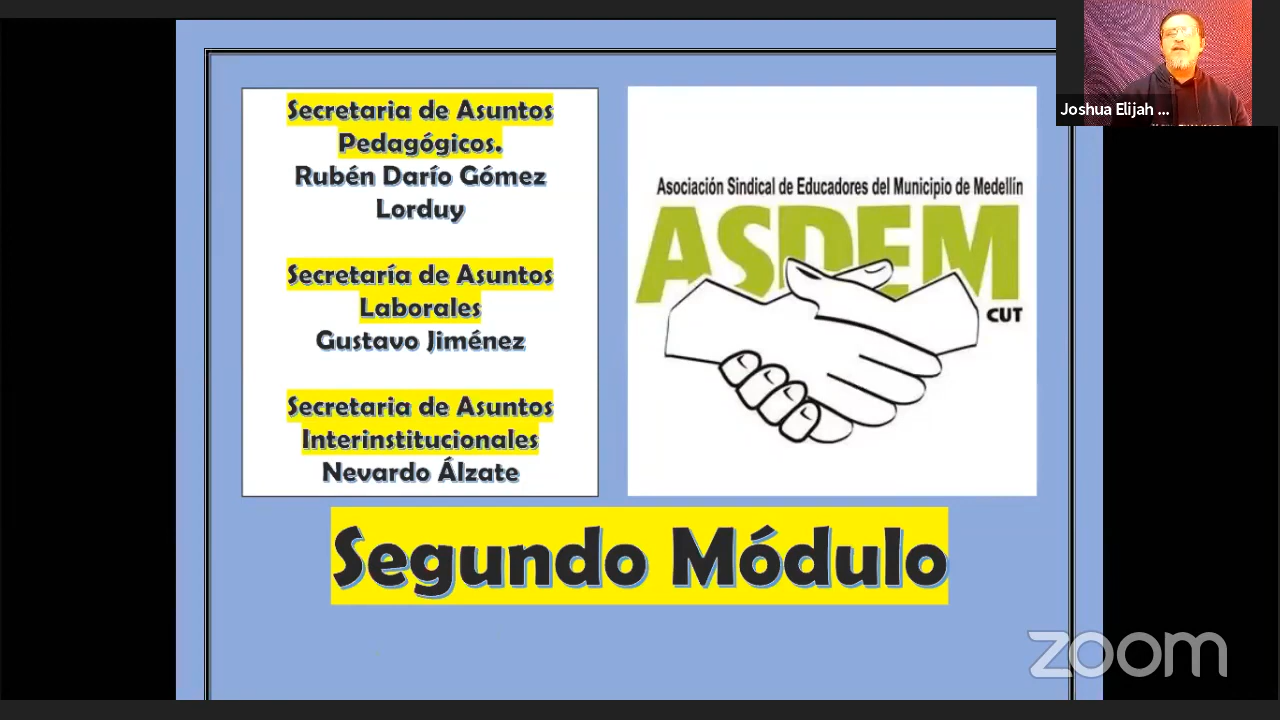 Secretaria de Asuntos
Pedagógicos.
Rubén Darío Gómez
Lorduy
Secretaría de Asuntos
Laborales
Gustavo Jiménez
Secretaria de Asuntos
Interinstitucionales
Nevardo Álzate
Asociación Sindical de Educadores del Municipio de Medellín
ASDEM
CUT
Segundo Módulo
Joshua Elijah ...
zoom